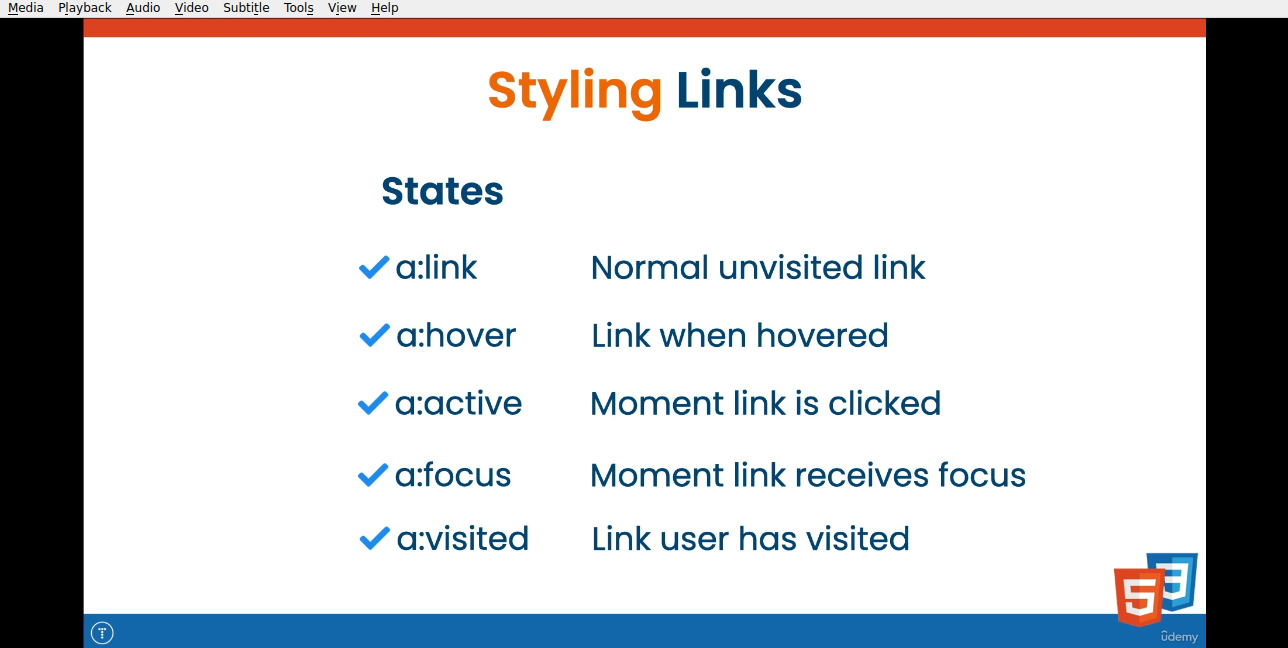 Media Playback Audio Video Subtitle Tools View Help
Styling Links
States
a:link Normal unvisited link
a:hover Link when hovered
a:active Moment link is clicked
a:focus Moment link receives focus
a:visited Link user has visited
5 3
T
ûdemy